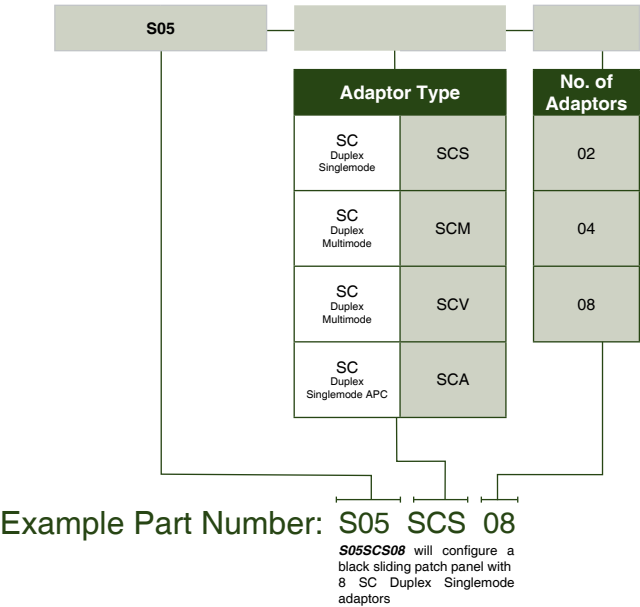 S05
Adaptor Type
No. of
Adaptors
SC
Duplex
Singlemode
SCS
02
SC
Duplex
Multimode
SCM
04
SC
Duplex
Multimode
SCV
08
SC
Duplex
Singlemode APC
SCA
Example Part Number: S05 SCS 08
S05SCS08 will configure a
black sliding patch panel with
8 SC Duplex Singlemode
adaptors